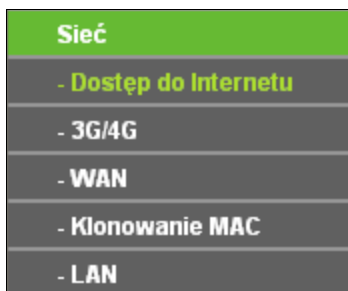 Sieć
- Dostęp do Internetu
- 3G/4G
- WAN
- Klonowanie MAC
- LAN